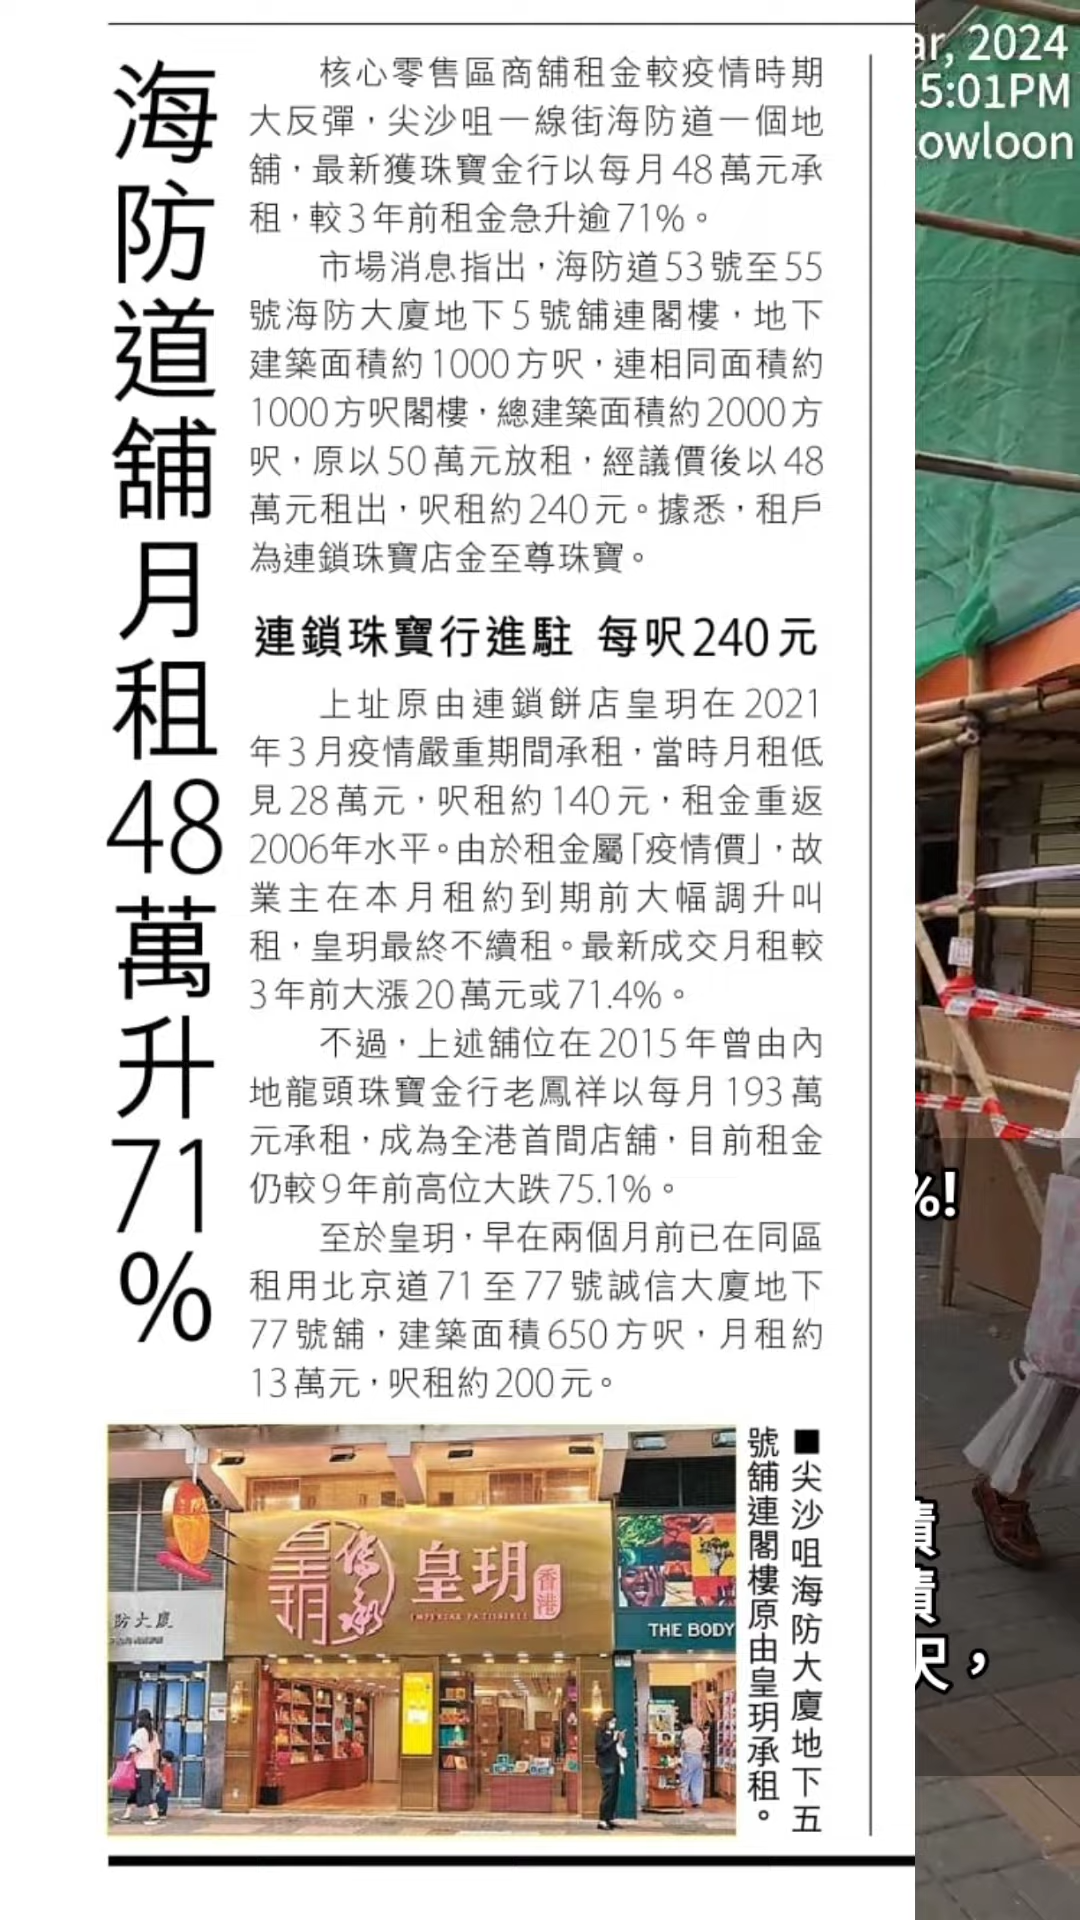 海防道舖月租48萬升71%
核心零售區商舖租金較疫情時期
大反彈，尖沙咀一線街海防道一個地
舖，最新獲珠寶金行以每月48萬元承
租，較3年前租金急升逾71%。
市場消息指出，海防道53號至55
號海防大廈地下5號舖連閣樓，地下
建築面積約1000方呎，連相同面積約
1000方呎閣樓，總建築面積約2000方
呎，原以50萬元放租，經議價後以48
萬元租出，呎租約240元。據悉，租戶
為連鎖珠寶店金至尊珠寶。
連鎖珠寶行進駐 每呎240元
上址原由連鎖餅店皇玥在2021
年3月疫情嚴重期間承租，當時月租低
見28萬元，呎租約140元，租金重返
2006年水平。由於租金屬「疫情價」，故
業主在本月租約到期前大幅調升叫
租，皇玥最終不續租。最新成交月租較
3年前大漲20萬元或71.4%。
不過，上述舖位在2015年曾由內
地龍頭珠寶金行老鳳祥以每月193萬
元承租，成為全港首間店舖，目前租金
仍較9年前高位大跌75.1%。
至於皇玥，早在兩個月前已在同區
租用北京道71至77號誠信大廈地下
77號舖，建築面積650方呎，月租約
13萬元，呎租約200元。
■尖沙咀海防大廈地下五
號舖連閣樓原由皇玥承租。
皇玥
傳承
皇玥
香港
IMPERIAL PATISSERIE
防大廈
THE BODY
ar, 2024
5:01PM
owloon
%!
積
積
呎，